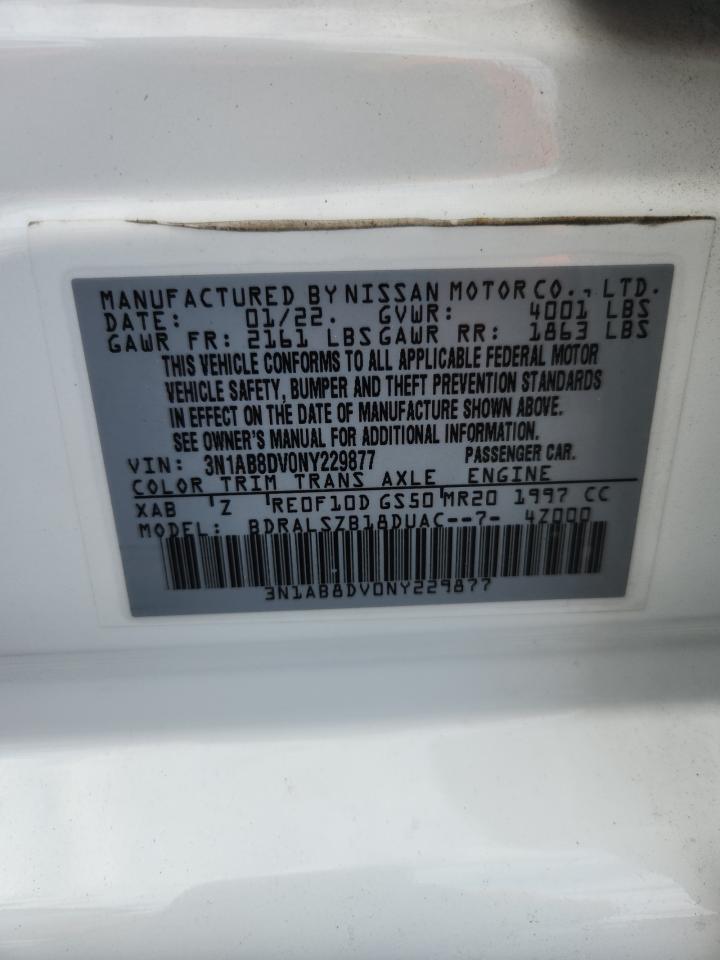 MANUFACTURED BY NISSAN MOTOR CO., LTD.
DATE: 01/22. GVWR: 4001 LBS
GAWR FR: 2161 LBS GAWR RR: 1863 LBS
THIS VEHICLE CONFORMS TO ALL APPLICABLE FEDERAL MOTOR
VEHICLE SAFETY, BUMPER AND THEFT PREVENTION STANDARDS
IN EFFECT ON THE DATE OF MANUFACTURE SHOWN ABOVE.
SEE OWNER'S MANUAL FOR ADDITIONAL INFORMATION.
VIN: 3N1AB8DV0NY229877 PASSENGER CAR.
COLOR TRIM TRANS AXLE ENGINE
XAB Z RE0F10D GS50 MR20 1997 CC
MODEL: BDRALSZB18DUAC--7- 4Z000
3N1AB8DV0NY229877